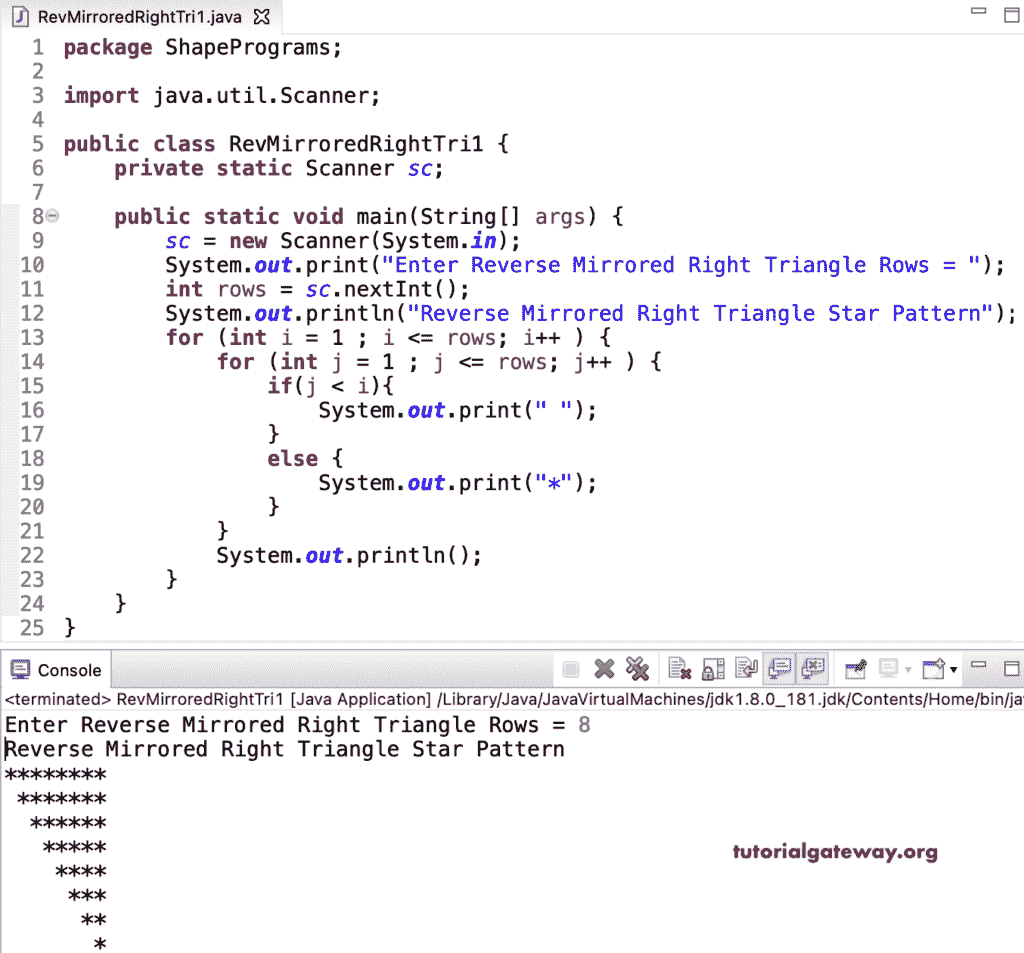 RevMirroredRightTri1.java
1 package ShapePrograms;
2
3 import java.util.Scanner;
4
5 public class RevMirroredRightTri1 {
6     private static Scanner sc;
7
8     public static void main(String[] args) {
9         sc = new Scanner(System.in);
10         System.out.print("Enter Reverse Mirrored Right Triangle Rows = ");
11         int rows = sc.nextInt();
12         System.out.println("Reverse Mirrored Right Triangle Star Pattern");
13         for (int i = 1 ; i <= rows; i++ ) {
14             for (int j = 1 ; j <= rows; j++ ) {
15                 if(j < i){
16                     System.out.print(" ");
17                 }
18                 else {
19                     System.out.print("*");
20                 }
21             }
22             System.out.println();
23         }
24     }
25 }
Console
<terminated> RevMirroredRightTri1 [Java Application] /Library/Java/JavaVirtualMachines/jdk1.8.0_181.jdk/Contents/Home/bin/ja
Enter Reverse Mirrored Right Triangle Rows = 8
Reverse Mirrored Right Triangle Star Pattern
********
 *******
  ******
   *****
    ****
     ***
      **
       *
tutorialgateway.org